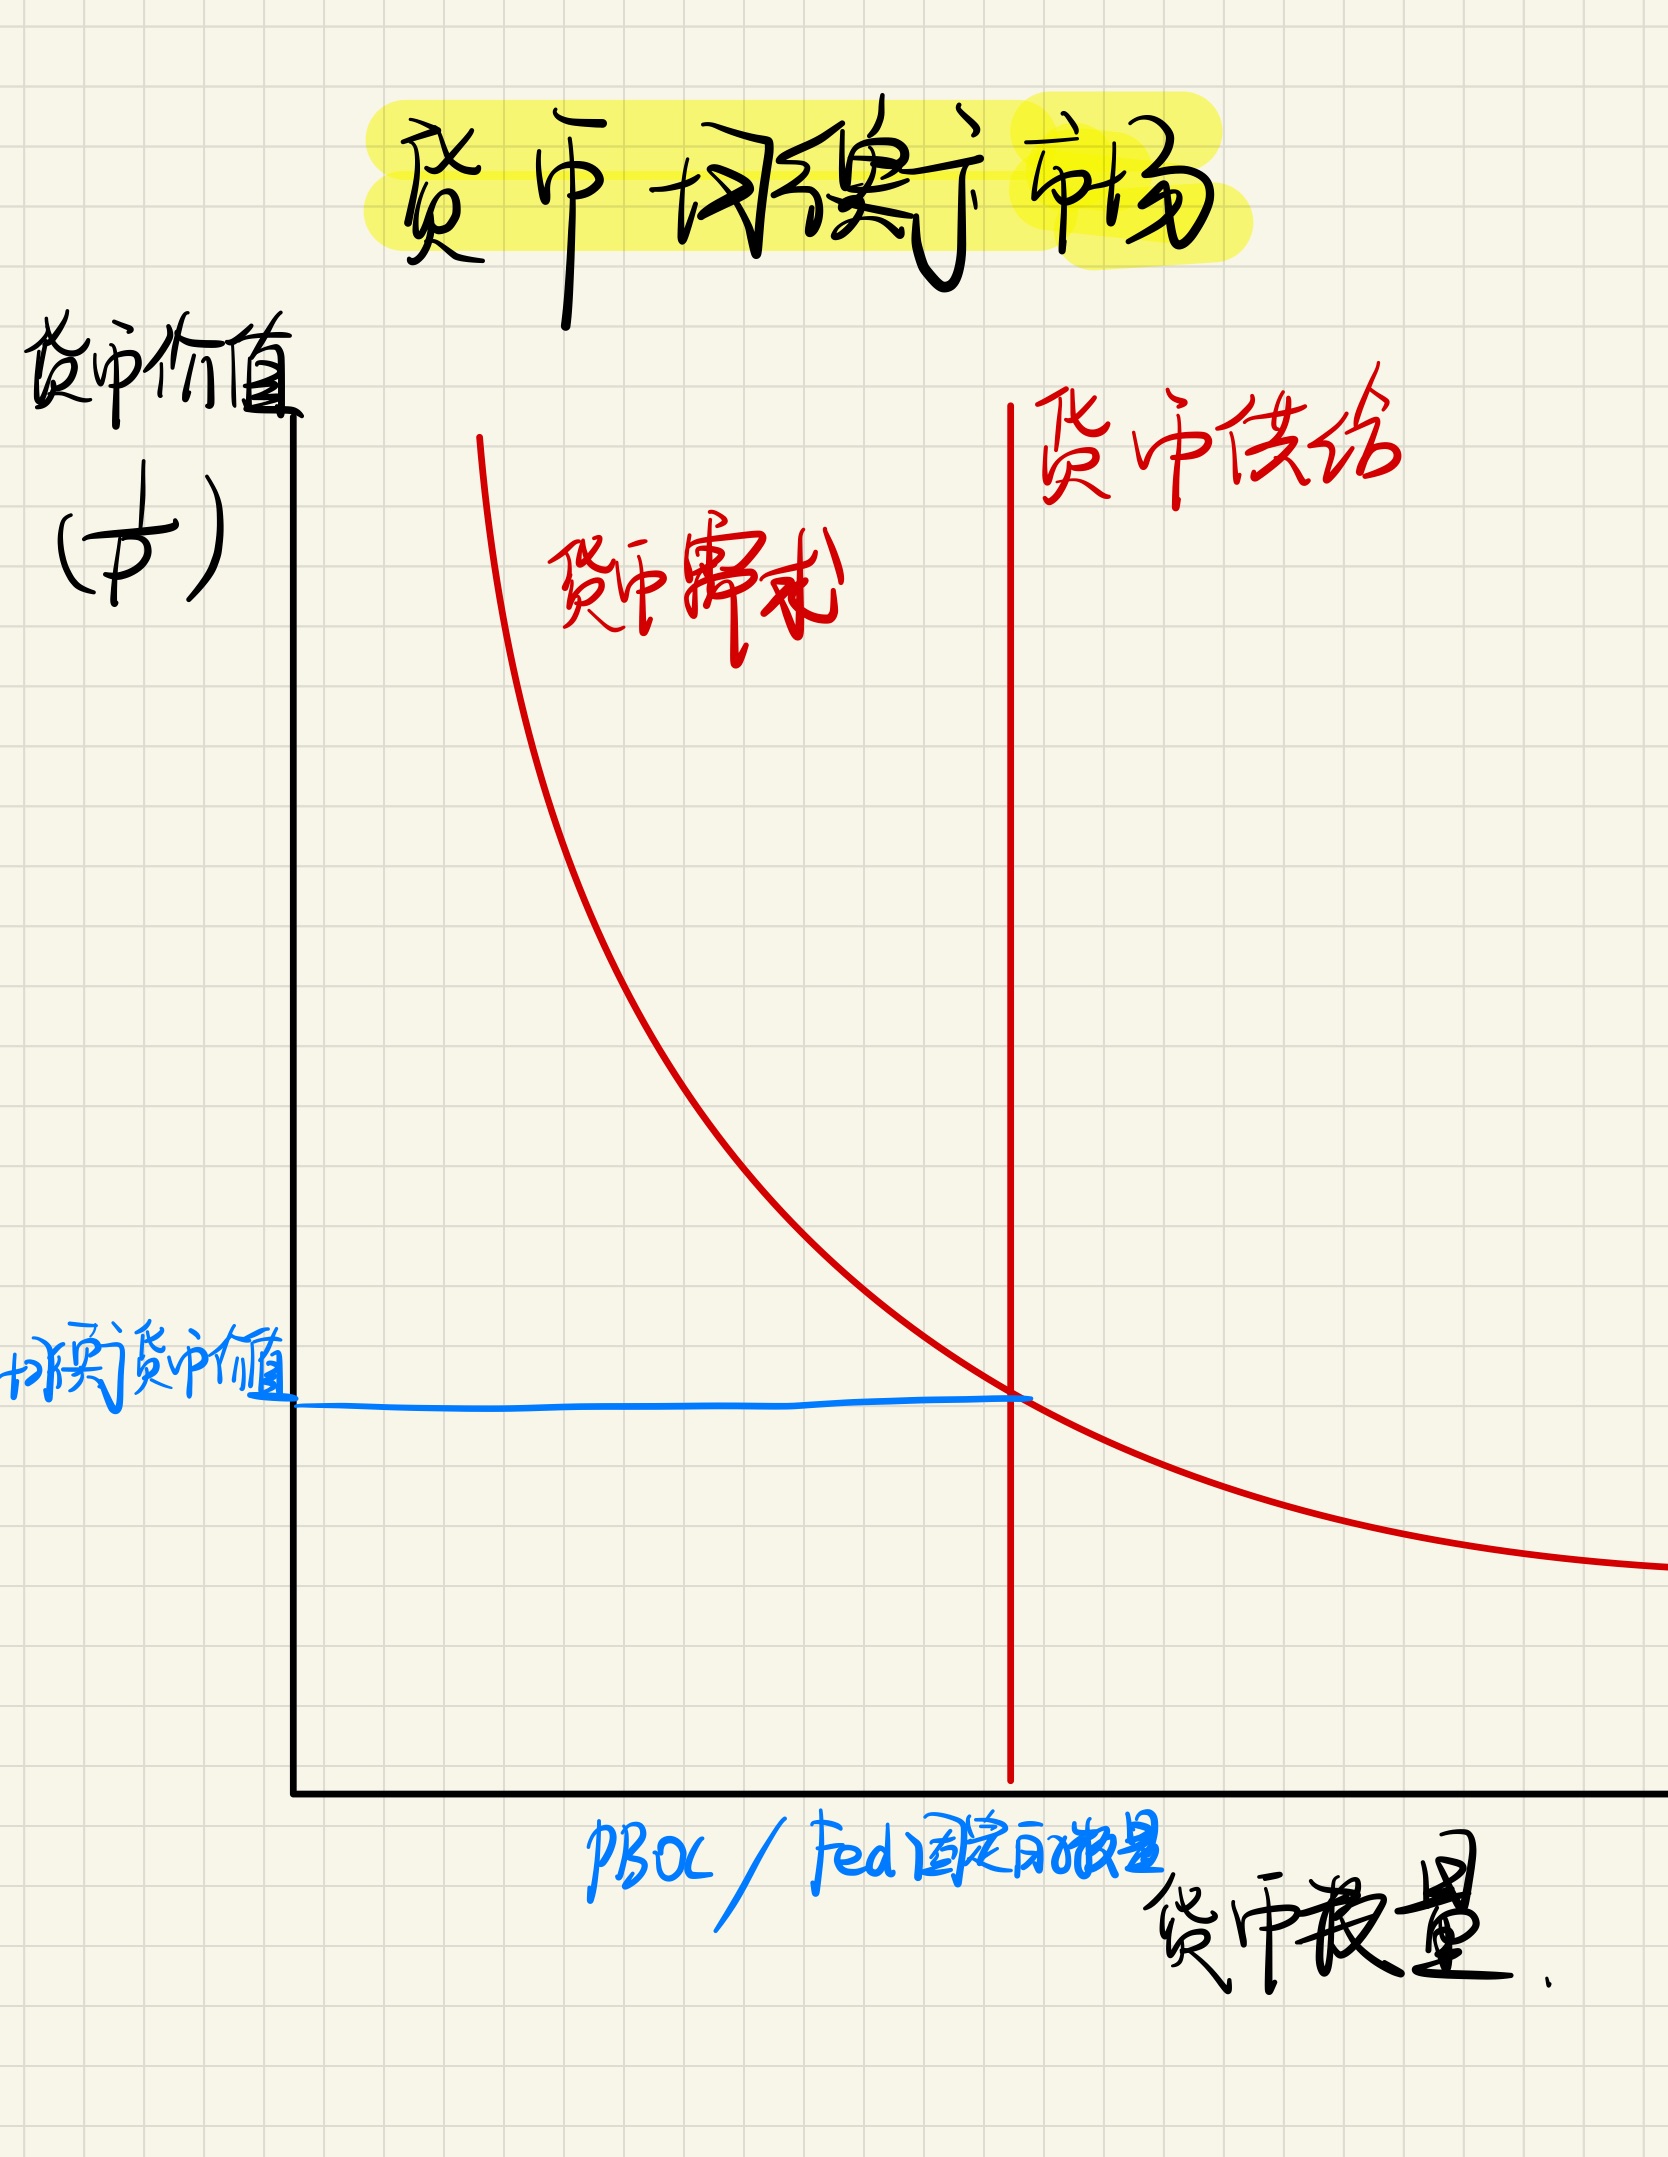 货币均衡市场
货币价值
(1/P)
货币供给
货币需求
均衡货币价值
PBOC/Fed固定的数量
货币数量.